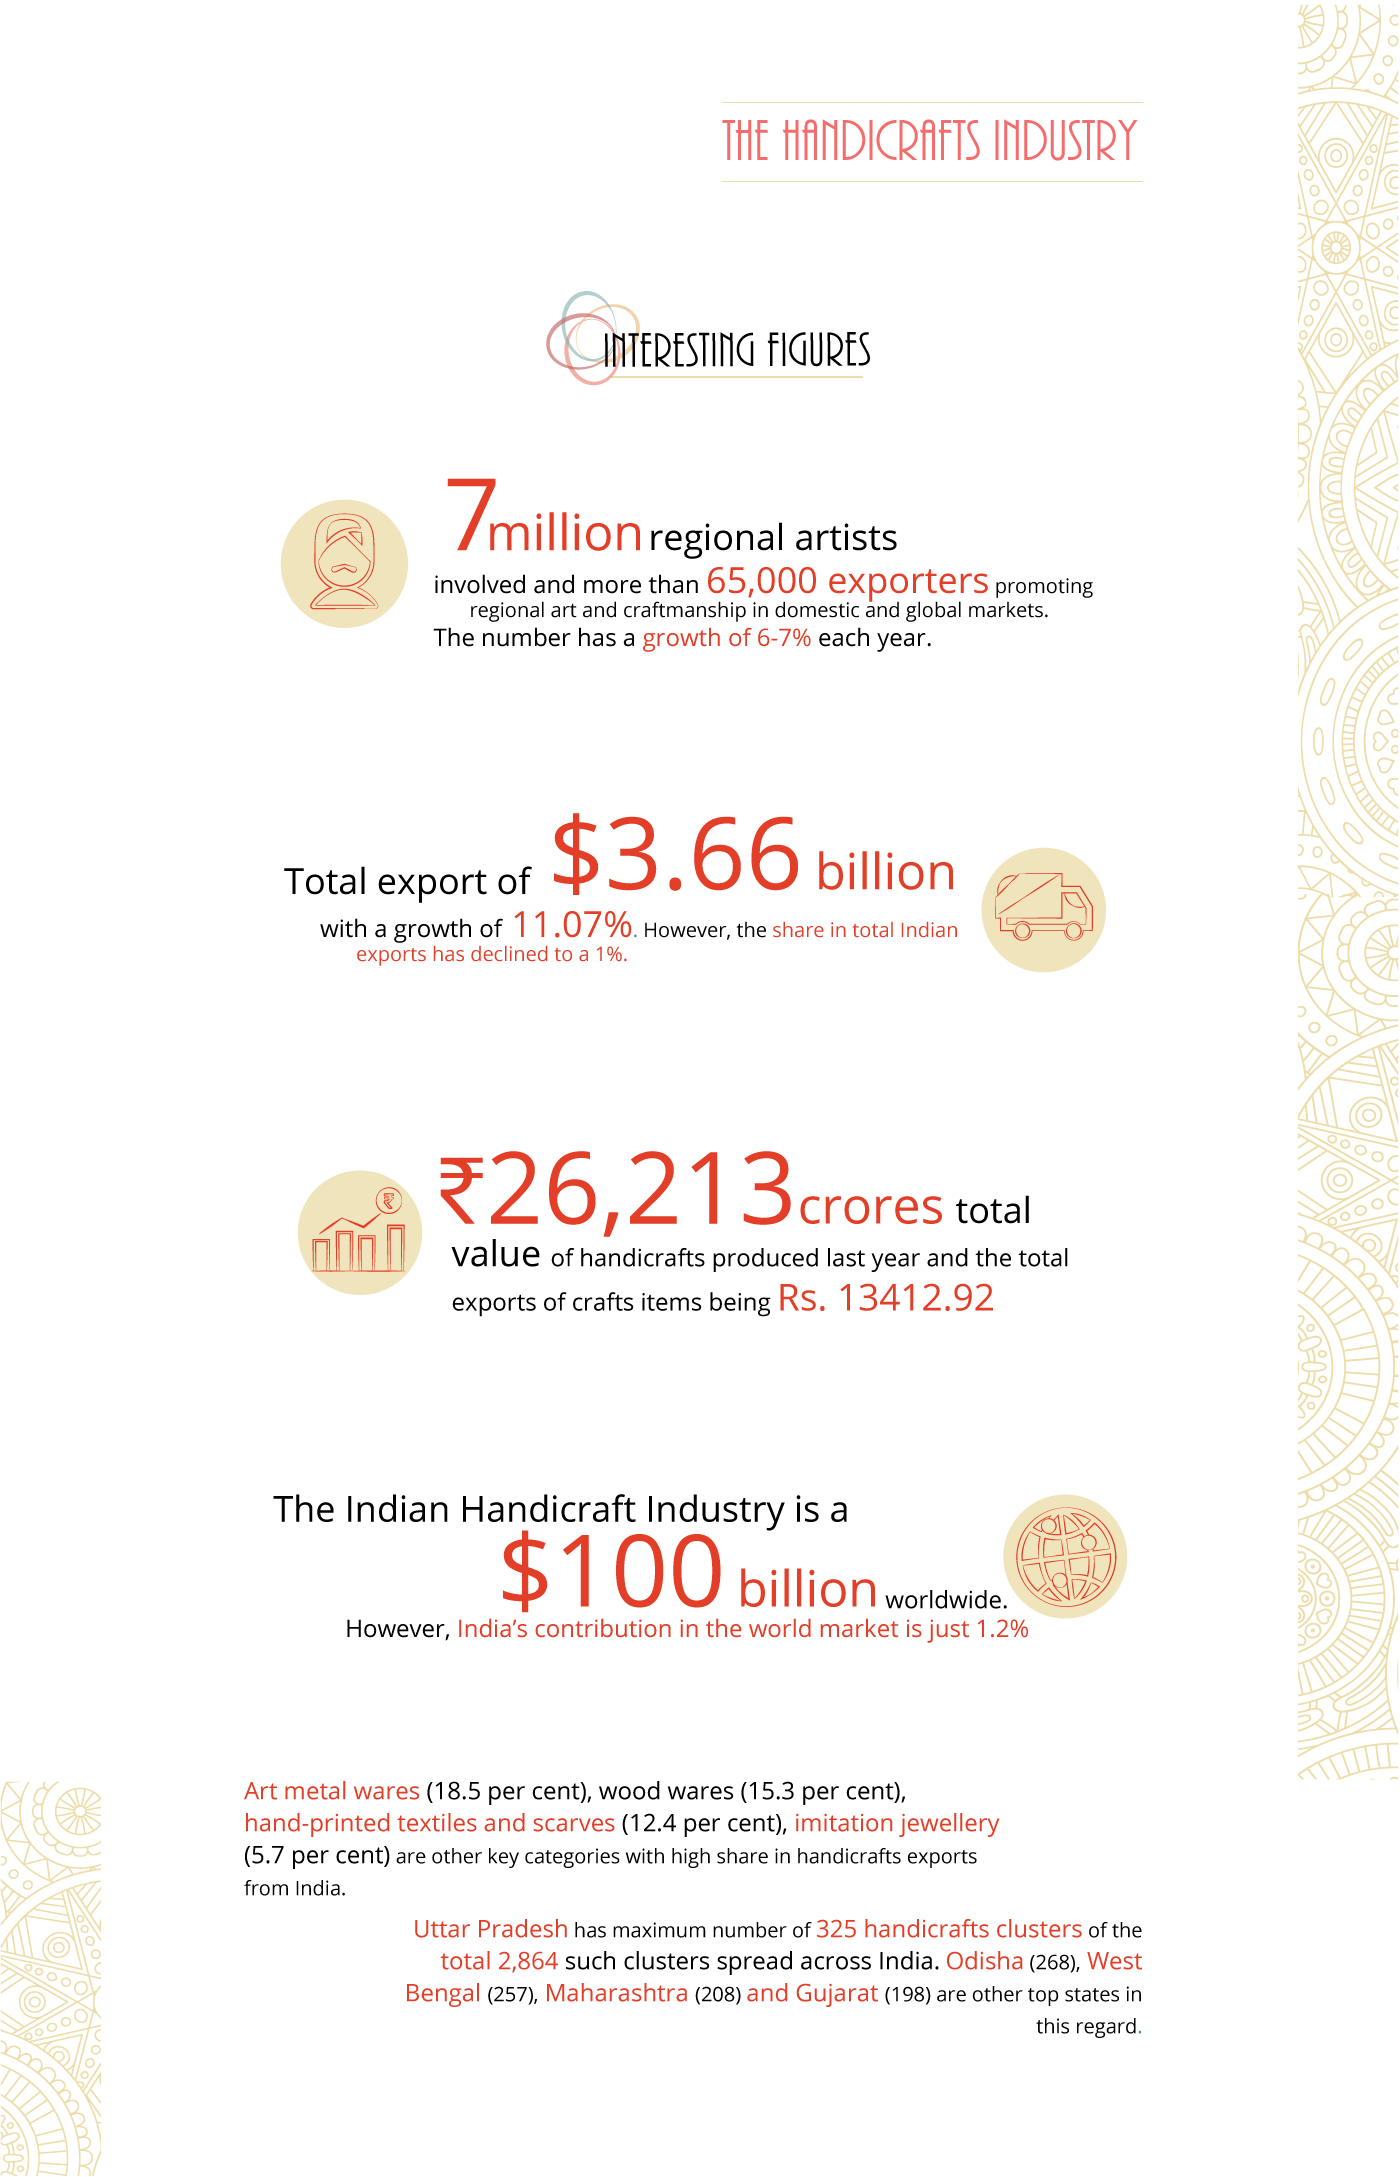 THE HANDICRAFTS INDUSTRY
INTERESTING FIGURES
7million regional artists
involved and more than 65,000 exporters promoting
regional art and craftmanship in domestic and global markets.
The number has a growth of 6-7% each year.
Total export of $3.66 billion
with a growth of 11.07%. However, the share in total Indian
exports has declined to a 1%.
₹
₹26,213crores total
value of handicrafts produced last year and the total
exports of crafts items being Rs. 13412.92
The Indian Handicraft Industry is a
$100 billion worldwide.
However, India’s contribution in the world market is just 1.2%
Art metal wares (18.5 per cent), wood wares (15.3 per cent),
hand-printed textiles and scarves (12.4 per cent), imitation jewellery
(5.7 per cent) are other key categories with high share in handicrafts exports
from India.
Uttar Pradesh has maximum number of 325 handicrafts clusters of the
total 2,864 such clusters spread across India. Odisha (268), West
Bengal (257), Maharashtra (208) and Gujarat (198) are other top states in
this regard.